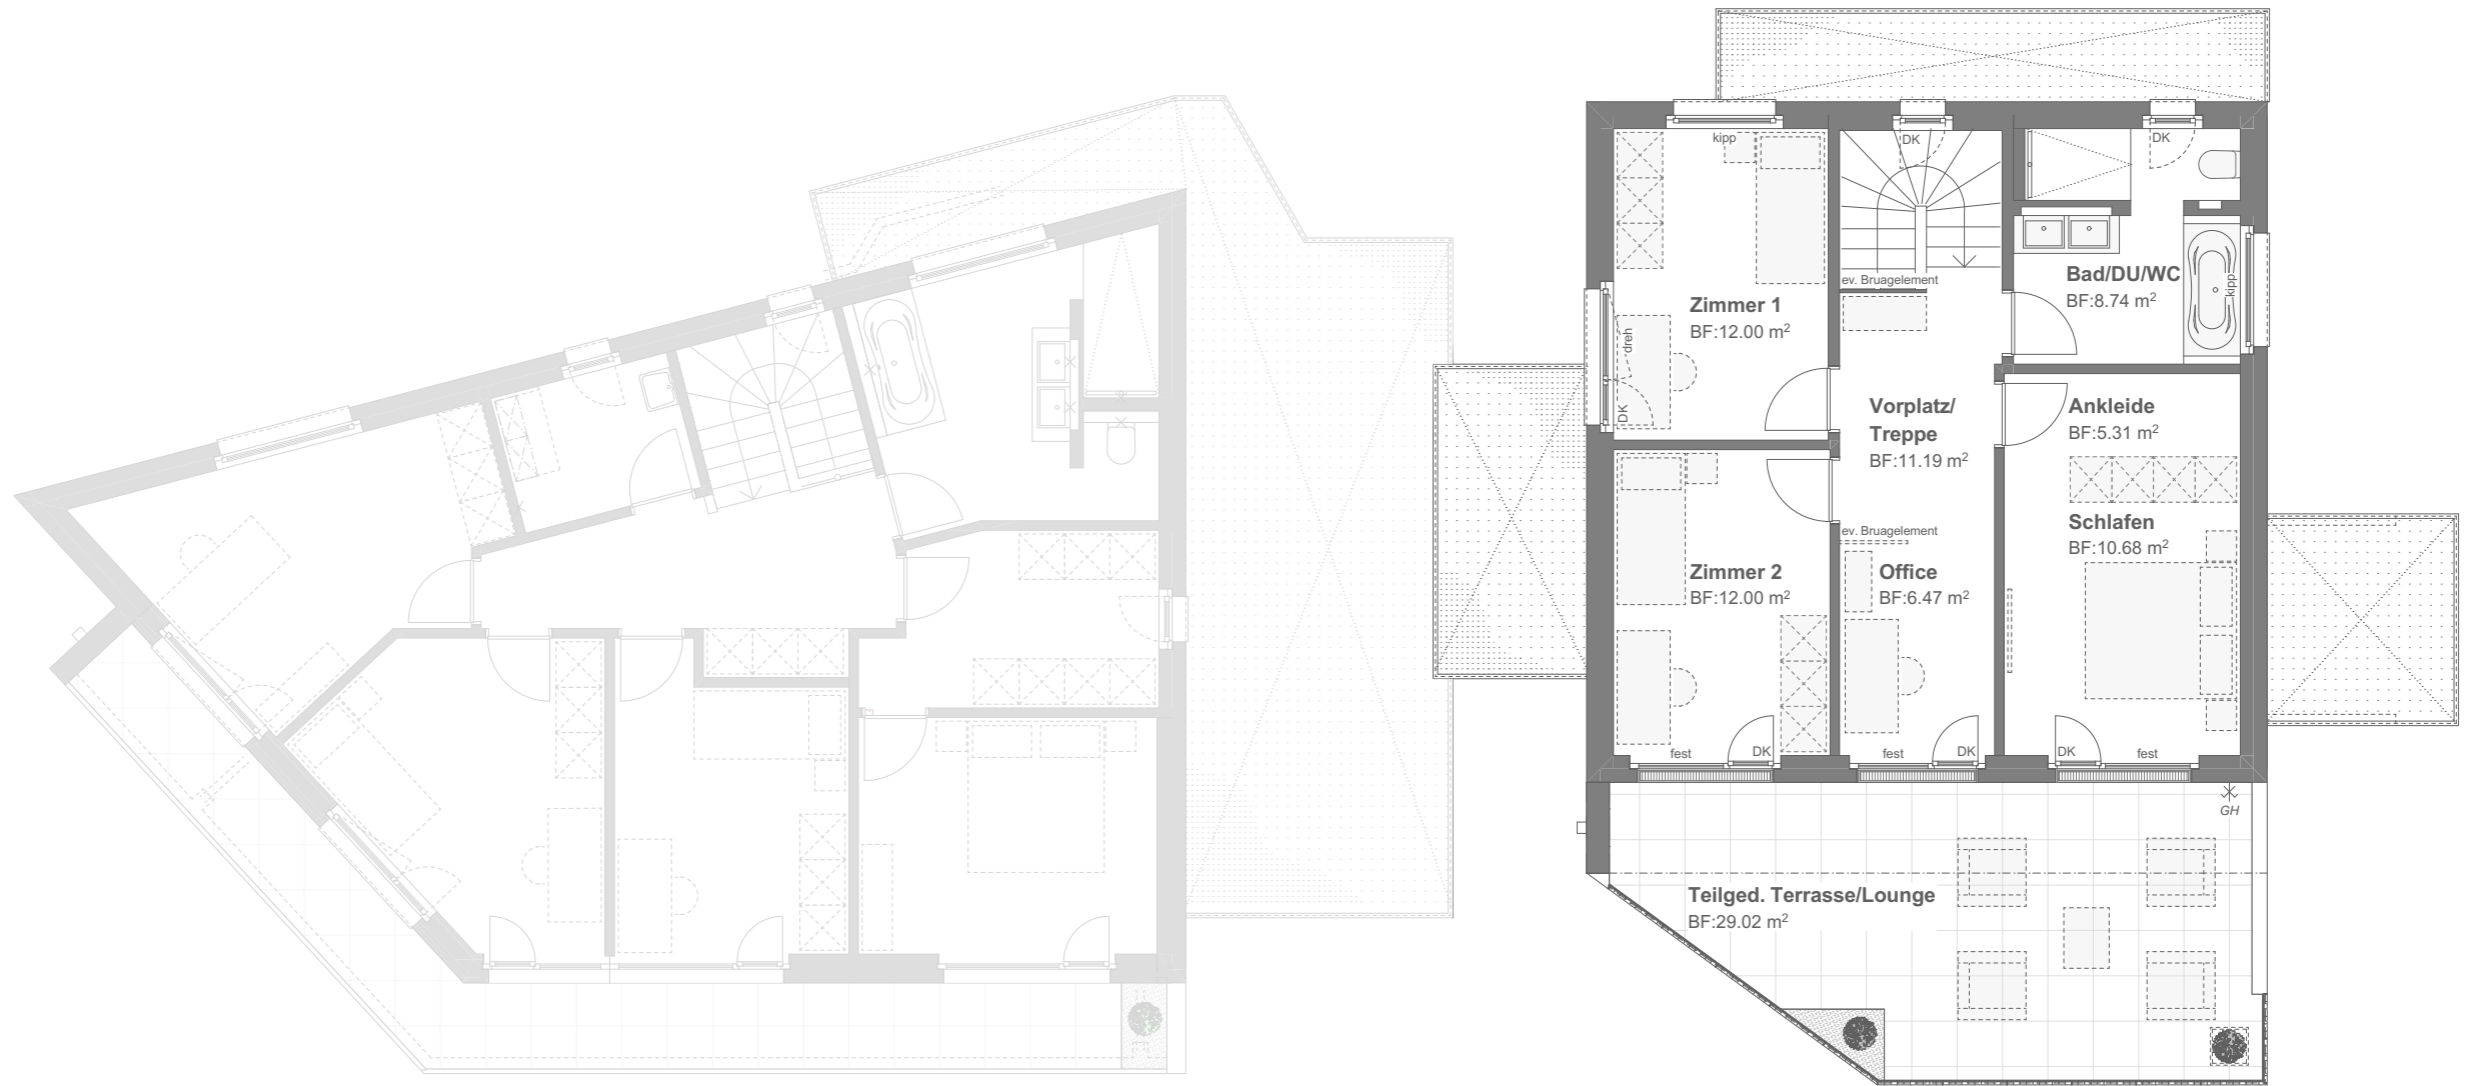 kipp
DK
DK
Zimmer 1
BF:12.00 m²
dreh
DK
ev. Bruagelement
Bad/DU/WC
BF:8.74 m²
kipp
Vorplatz/
Treppe
BF:11.19 m²
Ankleide
BF:5.31 m²
Schlafen
BF:10.68 m²
ev. Bruagelement
Zimmer 2
BF:12.00 m²
Office
BF:6.47 m²
fest
DK
fest
DK
DK
fest
GH
Teilged. Terrasse/Lounge
BF:29.02 m²